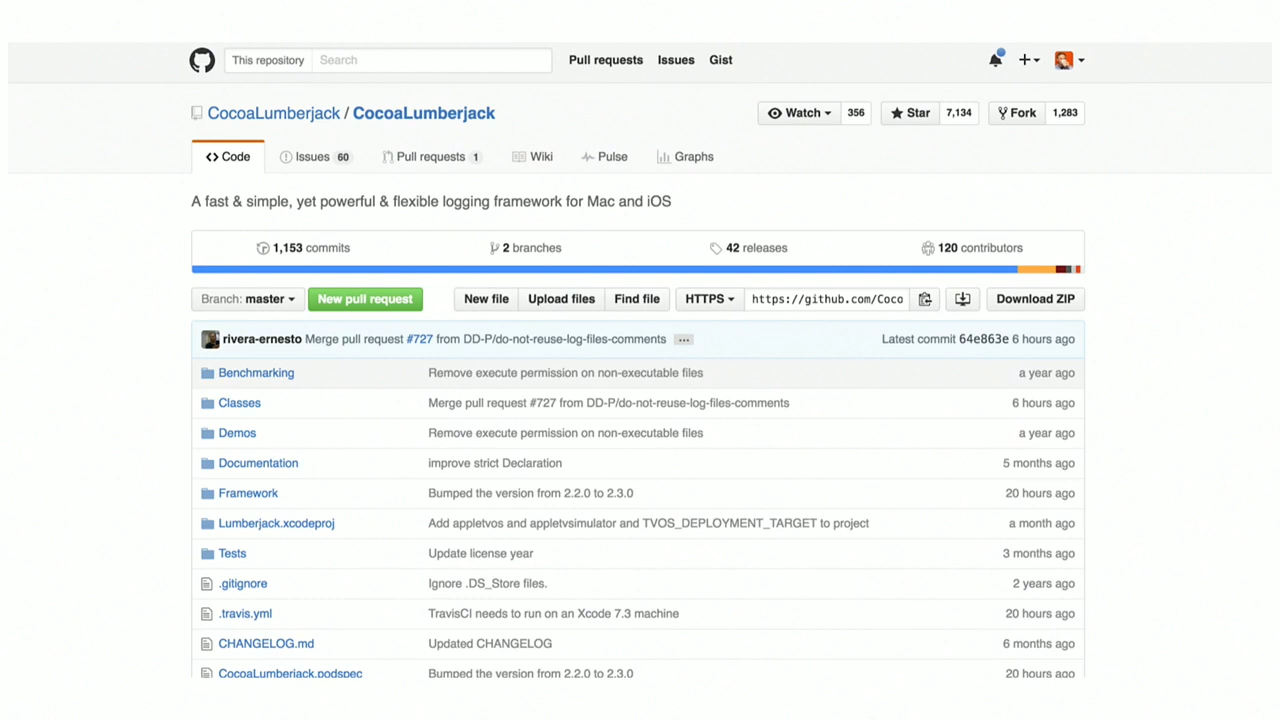 This repository Search Pull requests Issues Gist
CocoaLumberjack / CocoaLumberjack Watch 356 Star 7,134 Fork 1,283
Code Issues 60 Pull requests 1 Wiki Pulse Graphs
A fast & simple, yet powerful & flexible logging framework for Mac and iOS
1,153 commits 2 branches 42 releases 120 contributors
Branch: master New pull request New file Upload files Find file HTTPS https://github.com/Coco Download ZIP
rivera-ernesto Merge pull request #727 from DD-P/do-not-reuse-log-files-comments ... Latest commit 64e863e 6 hours ago
Benchmarking Remove execute permission on non-executable files a year ago
Classes Merge pull request #727 from DD-P/do-not-reuse-log-files-comments 6 hours ago
Demos Remove execute permission on non-executable files a year ago
Documentation improve strict Declaration 5 months ago
Framework Bumped the version from 2.2.0 to 2.3.0 20 hours ago
Lumberjack.xcodeproj Add appletvos and appletvsimulator and TVOS_DEPLOYMENT_TARGET to project a month ago
Tests Update license year 3 months ago
.gitignore Ignore .DS_Store files. 2 years ago
.travis.yml TravisCI needs to run on an Xcode 7.3 machine 20 hours ago
CHANGELOG.md Updated CHANGELOG 6 months ago
CocoaLumberjack.podspec Bumped the version from 2.2.0 to 2.3.0 20 hours ago